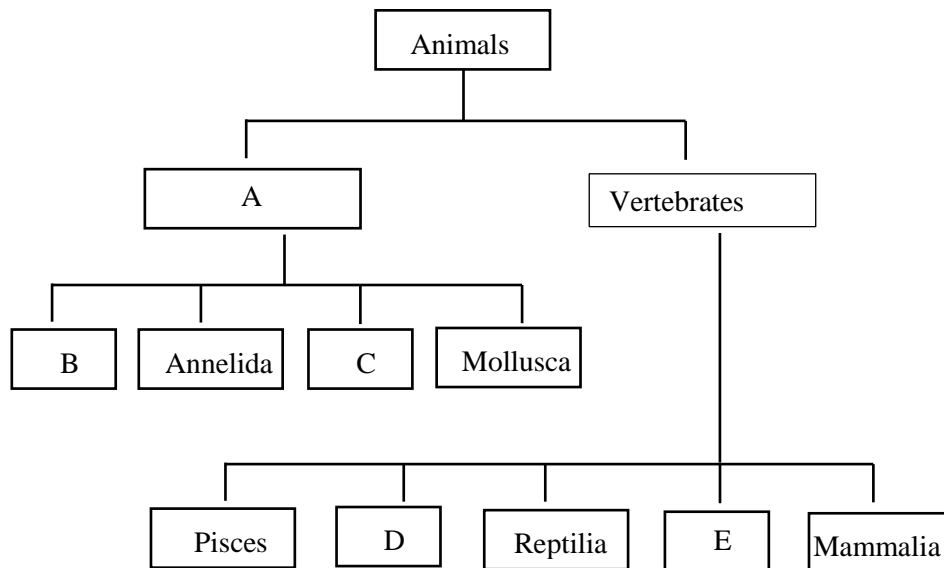 Animals
A
Vertebrates
B
Annelida
C
Mollusca
Pisces
D
Reptilia
E
Mammalia